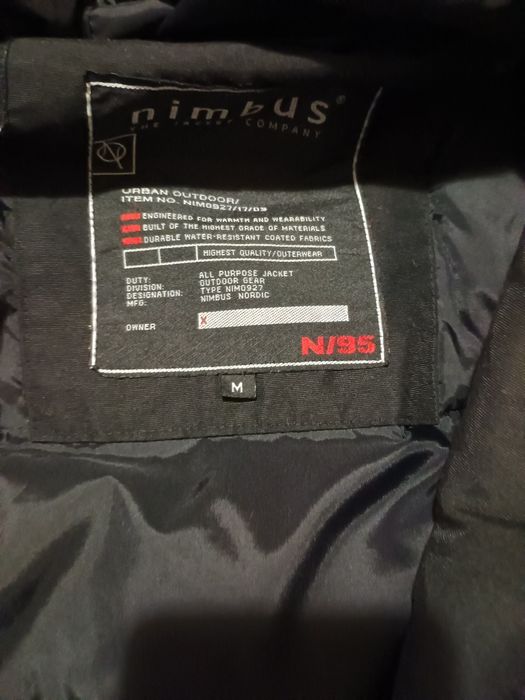 nimbus®
THE JACKET COMPANY
URBAN OUTDOOR/
ITEM NO. NIM0927/17/09
ENGINEERED FOR WARMTH AND WEARABILITY
BUILT OF THE HIGHEST GRADE OF MATERIALS
DURABLE WATER-RESISTANT COATED FABRICS
HIGHEST QUALITY/OUTERWEAR
DUTY: ALL PURPOSE JACKET
DIVISION: OUTDOOR GEAR
DESIGNATION: TYPE NIM0927
MFG: NIMBUS NORDIC
OWNER X
N/95
M